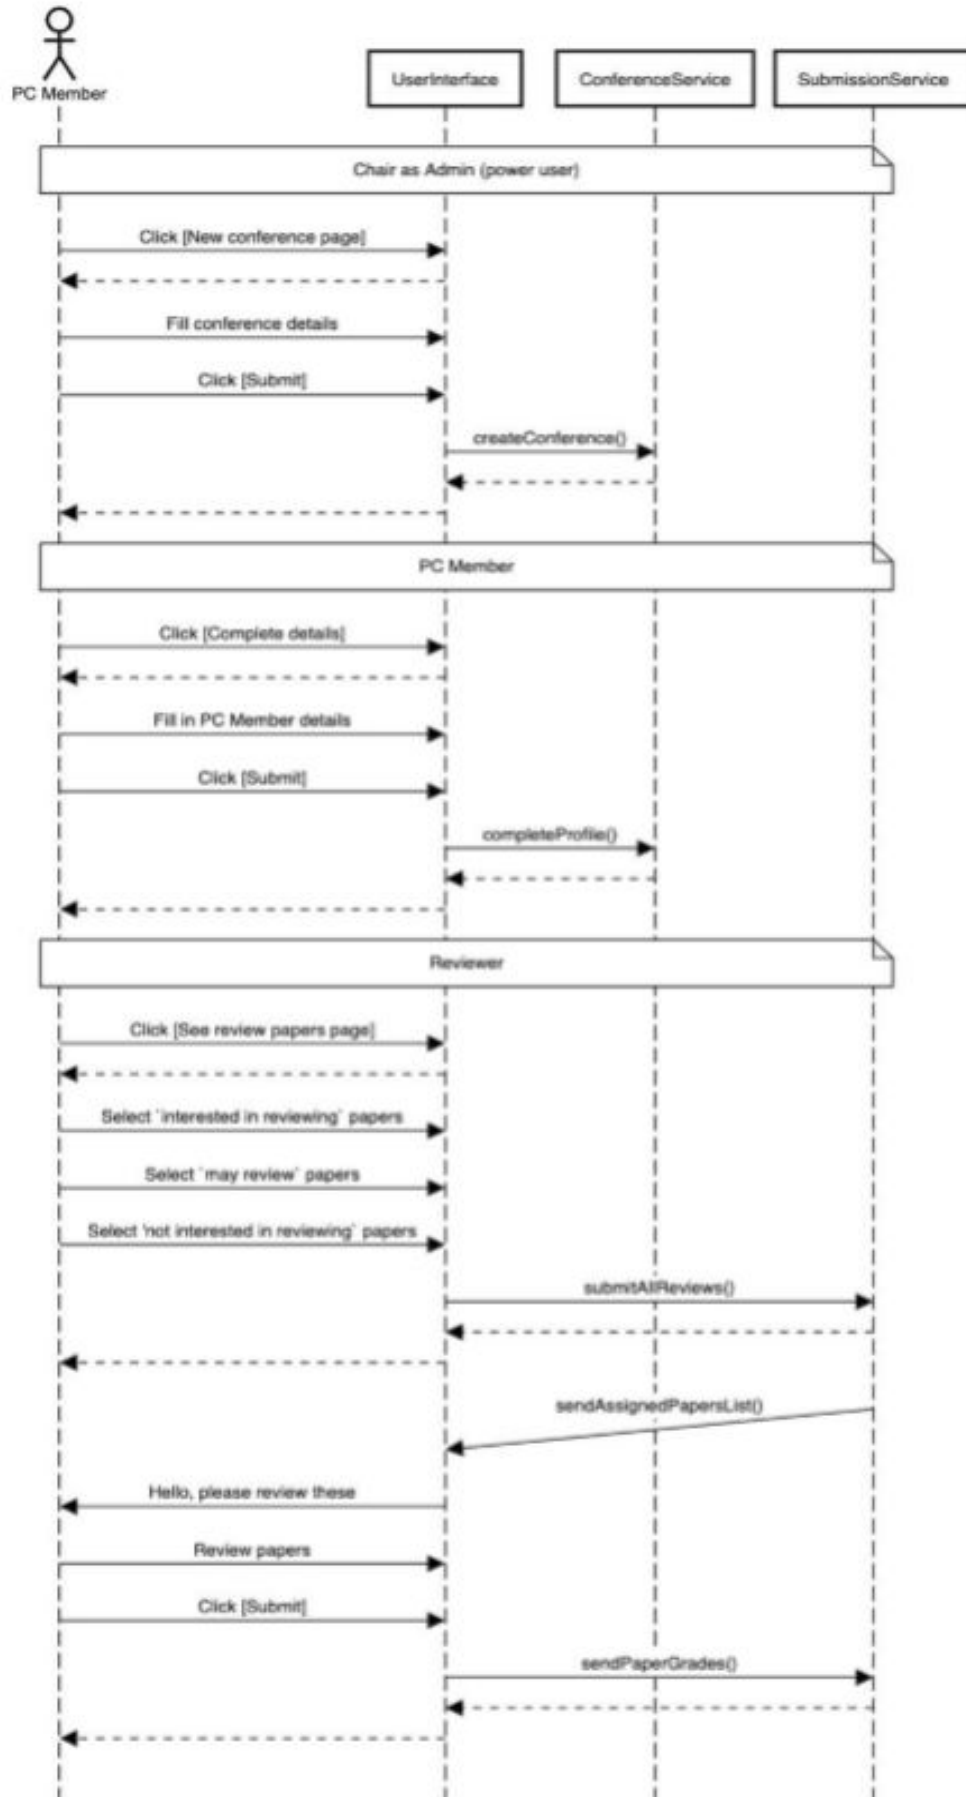 PC Member
UserInterface
ConferenceService
SubmissionService
Chair as Admin (power user)
Click [New conference page]
Fill conference details
Click [Submit]
createConference()
PC Member
Click [Complete details]
Fill in PC Member details
Click [Submit]
completeProfile()
Reviewer
Click [See review papers page]
Select `interested in reviewing` papers
Select `may review` papers
Select 'not interested in reviewing` papers
submitAllReviews()
sendAssignedPapersList()
Hello, please review these
Review papers
Click [Submit]
sendPaperGrades()